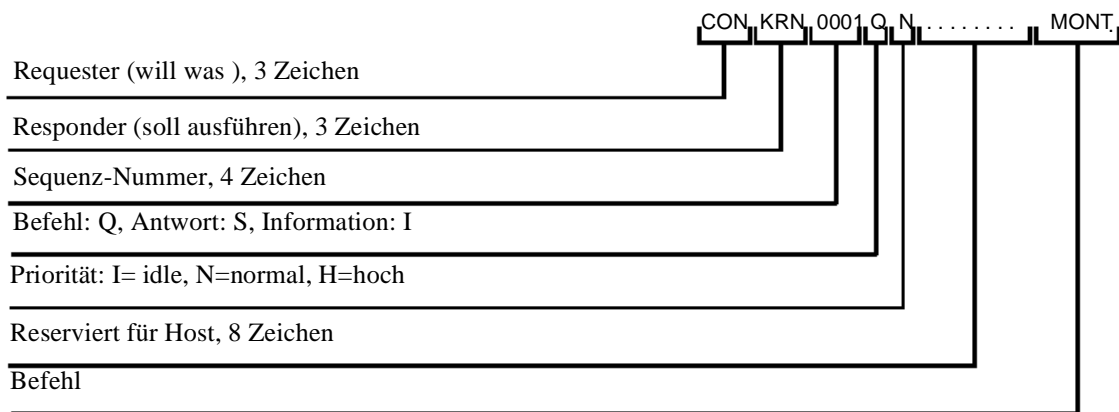 CON KRN 0001 Q N ........ MONT.
Requester (will was ), 3 Zeichen
Responder (soll ausführen), 3 Zeichen
Sequenz-Nummer, 4 Zeichen
Befehl: Q, Antwort: S, Information: I
Priorität: I= idle, N=normal, H=hoch
Reserviert für Host, 8 Zeichen
Befehl